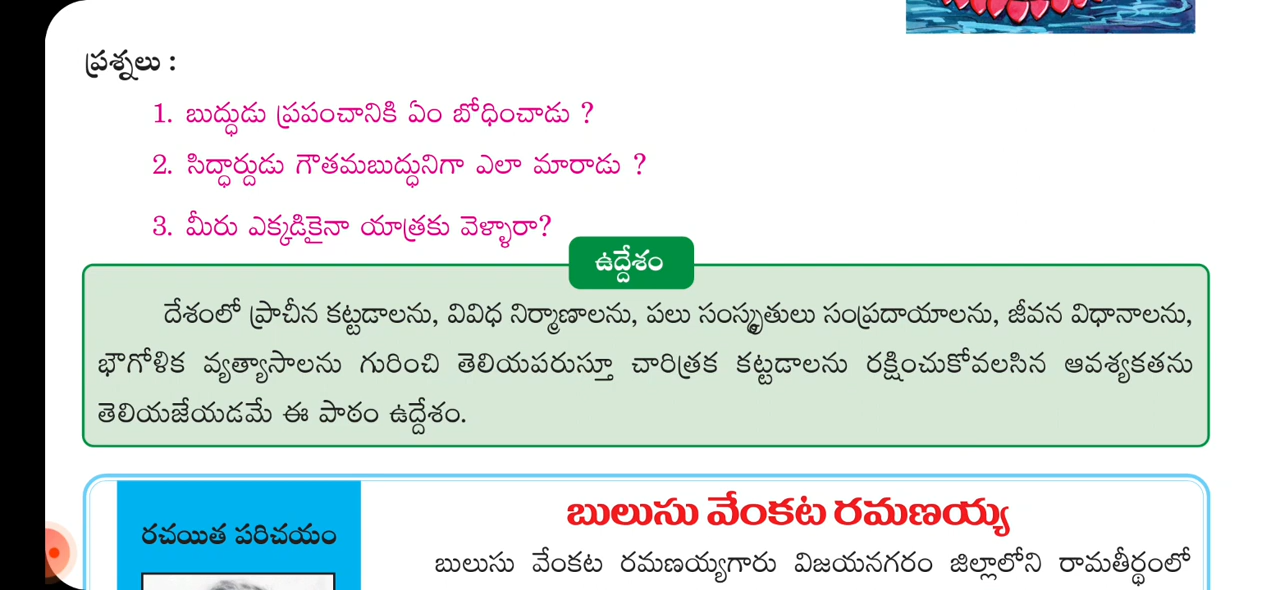 ప్రశ్నలు :
1. బుద్ధుడు ప్రపంచానికి ఏం బోధించాడు ?
2. సిద్ధార్దుడు గౌతమబుద్ధునిగా ఎలా మారాడు ?
3. మీరు ఎక్కడికైనా యాత్రకు వెళ్ళారా?
ఉద్దేశం
దేశంలో ప్రాచీన కట్టడాలను, వివిధ నిర్మాణాలను, పలు సంస్కృతులు సంప్రదాయాలను, జీవన విధానాలను,
భౌగోళిక వ్యత్యాసాలను గురించి తెలియపరుస్తూ చారిత్రక కట్టడాలను రక్షించుకోవలసిన ఆవశ్యకతను
తెలియజేయడమే ఈ పాఠం ఉద్దేశం.
బులుసు వేంకట రమణయ్య
రచయిత పరిచయం
బులుసు వేంకట రమణయ్యగారు విజయనగరం జిల్లాలోని రామతీర్థంలో